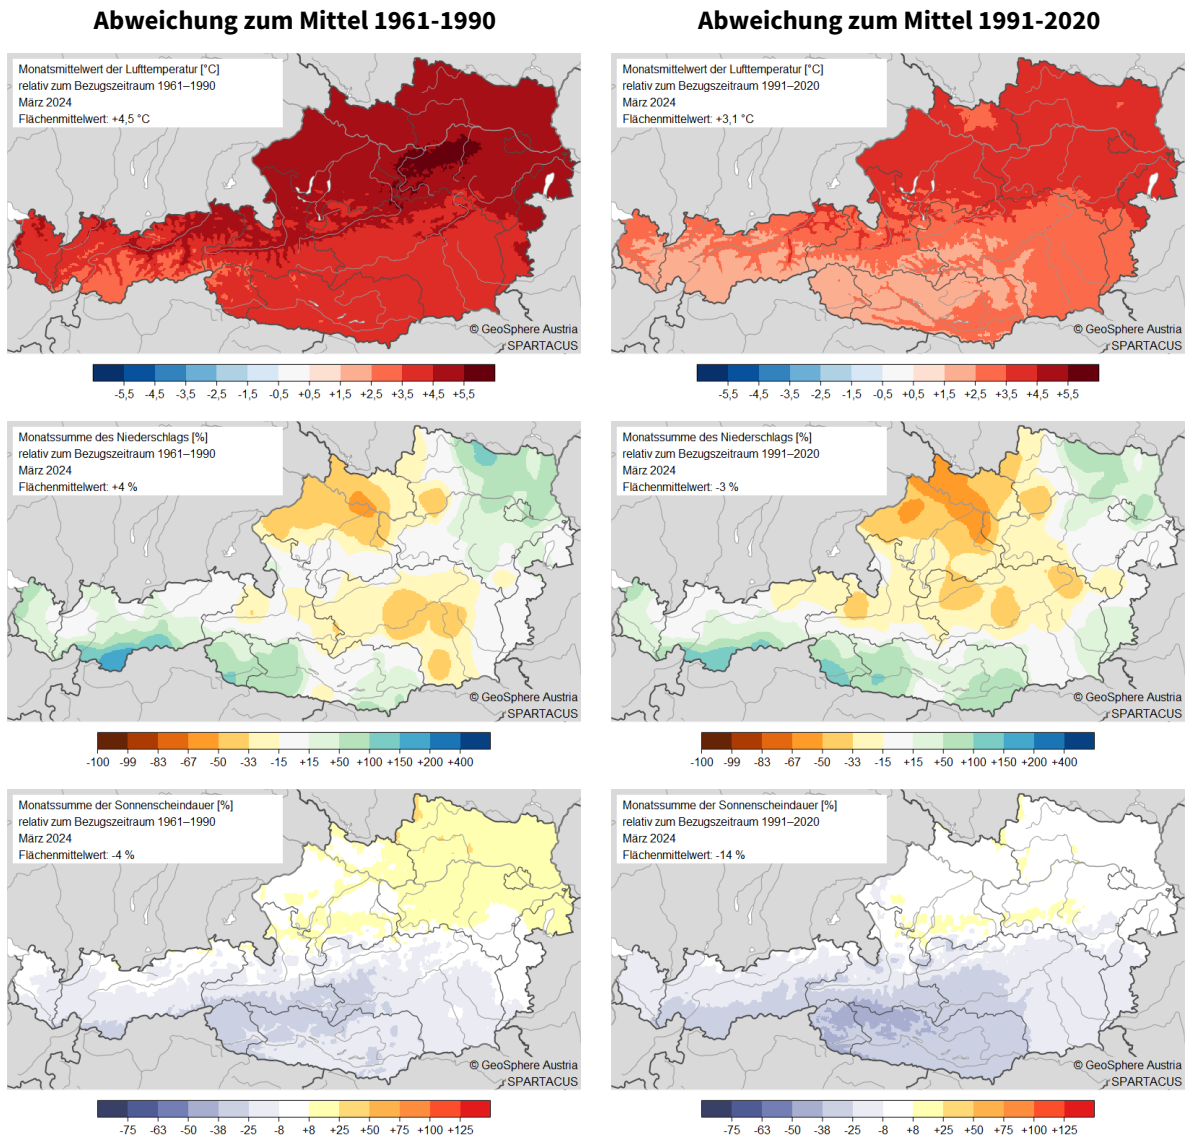 Abweichung zum Mittel 1961-1990
Abweichung zum Mittel 1991-2020
Monatsmittelwert der Lufttemperatur [°C]
relativ zum Bezugszeitraum 1961–1990
März 2024
Flächenmittelwert: +4,5 °C
© GeoSphere Austria
SPARTACUS
-5,5 -4,5 -3,5 -2,5 -1,5 -0,5 +0,5 +1,5 +2,5 +3,5 +4,5 +5,5
Monatsmittelwert der Lufttemperatur [°C]
relativ zum Bezugszeitraum 1991–2020
März 2024
Flächenmittelwert: +3,1 °C
© GeoSphere Austria
SPARTACUS
-5,5 -4,5 -3,5 -2,5 -1,5 -0,5 +0,5 +1,5 +2,5 +3,5 +4,5 +5,5
Monatssumme des Niederschlags [%]
relativ zum Bezugszeitraum 1961–1990
März 2024
Flächenmittelwert: +4 %
© GeoSphere Austria
SPARTACUS
-100 -99 -83 -67 -50 -33 -15 +15 +50 +100 +150 +200 +400
Monatssumme des Niederschlags [%]
relativ zum Bezugszeitraum 1991–2020
März 2024
Flächenmittelwert: -3 %
© GeoSphere Austria
SPARTACUS
-100 -99 -83 -67 -50 -33 -15 +15 +50 +100 +150 +200 +400
Monatssumme der Sonnenscheindauer [%]
relativ zum Bezugszeitraum 1961–1990
März 2024
Flächenmittelwert: -4 %
© GeoSphere Austria
SPARTACUS
-75 -63 -50 -38 -25 -8 +8 +25 +50 +75 +100 +125
Monatssumme der Sonnenscheindauer [%]
relativ zum Bezugszeitraum 1991–2020
März 2024
Flächenmittelwert: -14 %
© GeoSphere Austria
SPARTACUS
-75 -63 -50 -38 -25 -8 +8 +25 +50 +75 +100 +125